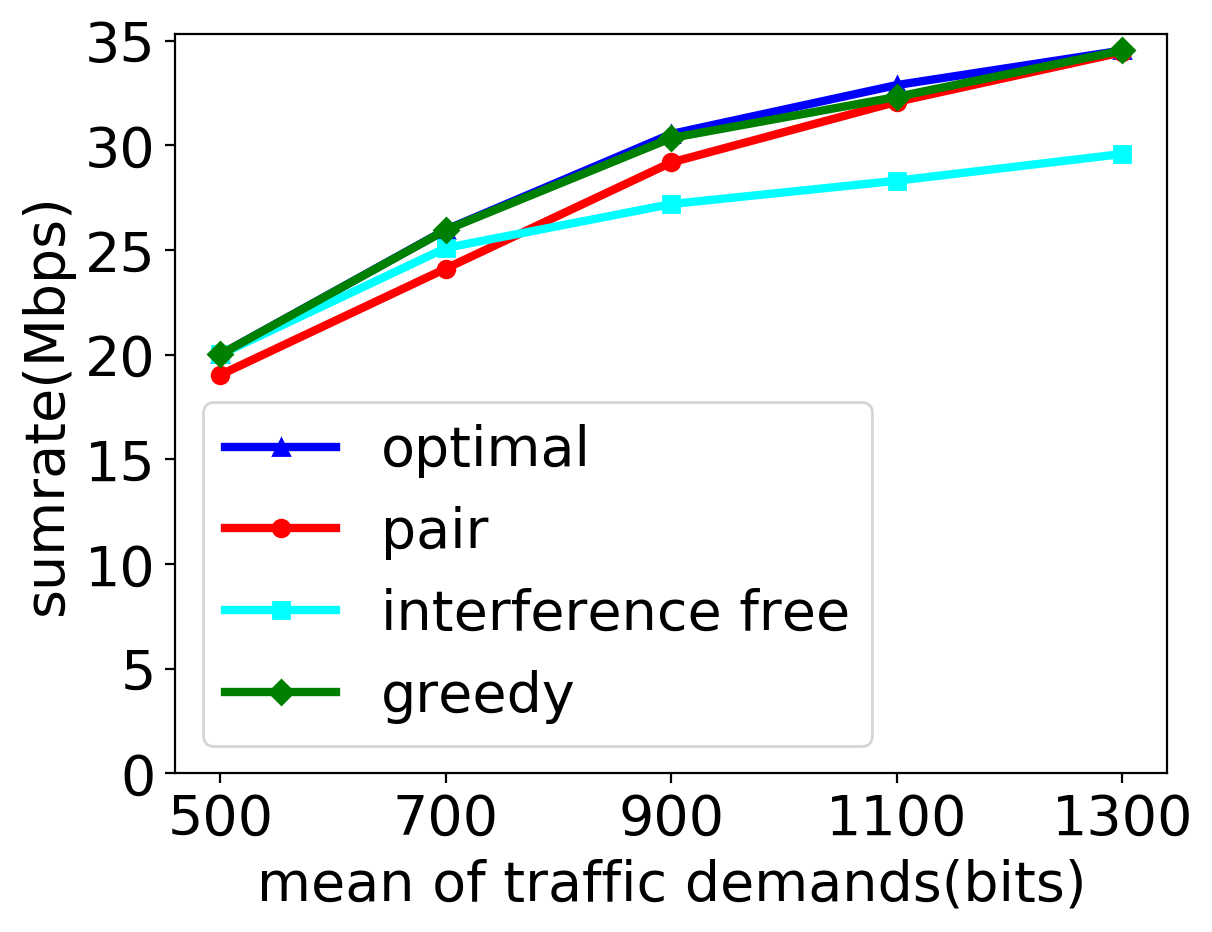 sumrate(Mbps)
35
30
25
20
15
10
5
0
optimal
pair
interference free
greedy
500 700 900 1100 1300
mean of traffic demands(bits)